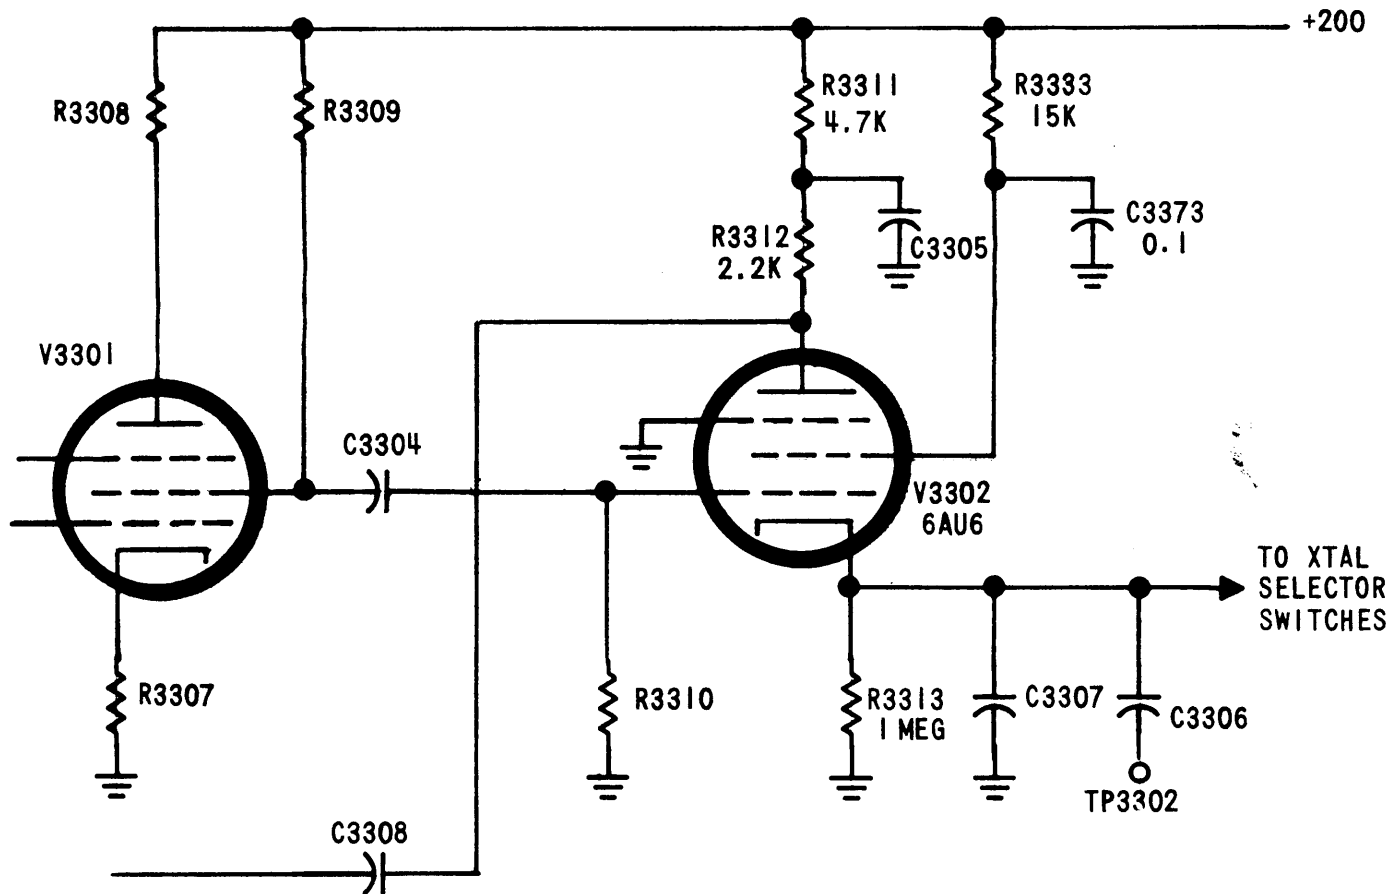 +200
R3308
R3309
R3311
4.7K
R3333
15K
R3312
2.2K
C3305
C3373
0.1
V3301
C3304
V3302
6AU6
TO XTAL
SELECTOR
SWITCHES
R3307
R3310
R3313
1 MEG
C3307
C3306
TP3302
C3308